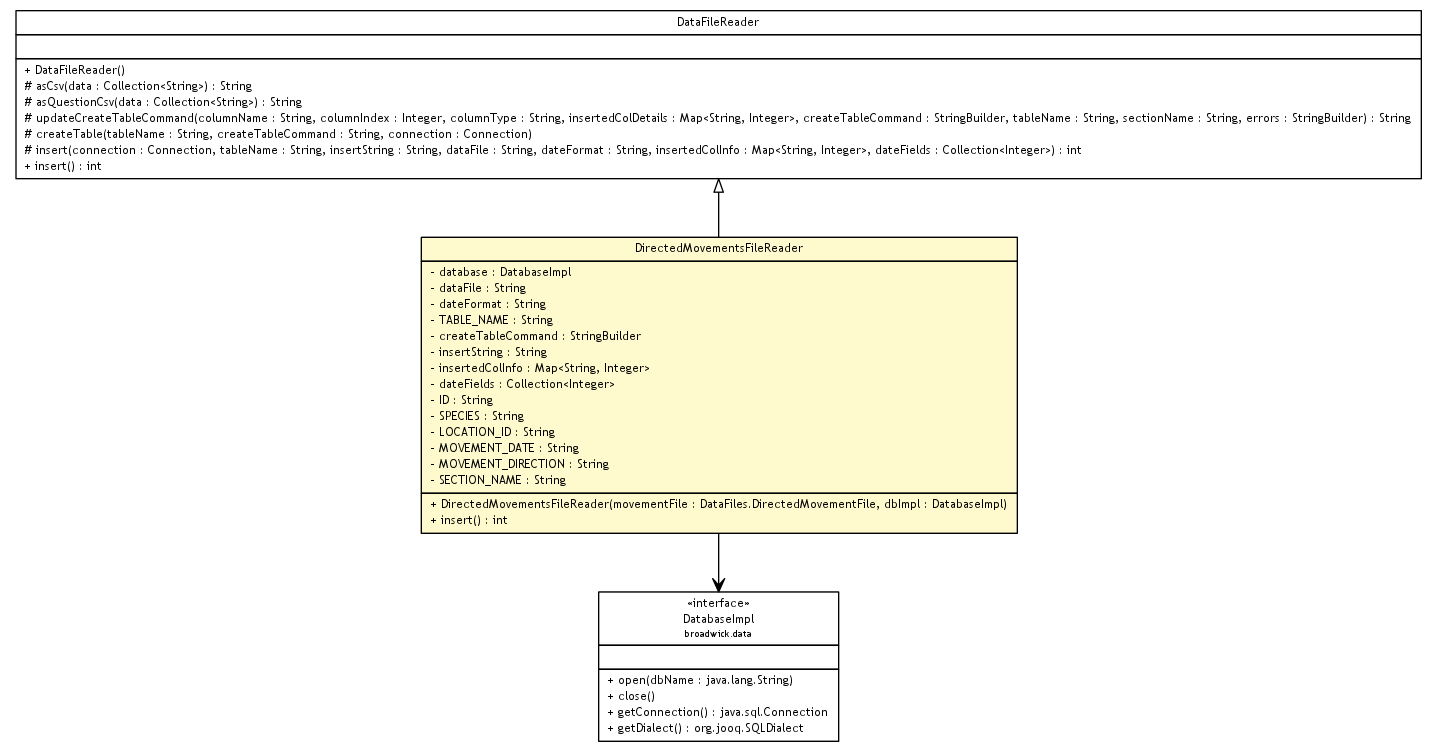 DataFileReader
+ DataFileReader()
# asCsv(data : Collection<String>) : String
# asQuestionCsv(data : Collection<String>) : String
# updateCreateTableCommand(columnName : String, columnIndex : Integer, columnType : String, insertedColDetails : Map<String, Integer>, createTableCommand : StringBuilder, tableName : String, sectionName : String, errors : StringBuilder) : String
# createTable(tableName : String, createTableCommand : String, connection : Connection)
# insert(connection : Connection, tableName : String, insertString : String, dataFile : String, dateFormat : String, insertedColInfo : Map<String, Integer>, dateFields : Collection<Integer>) : int
+ insert() : int
DirectedMovementsFileReader
- database : DatabaseImpl
- dataFile : String
- dateFormat : String
- TABLE_NAME : String
- createTableCommand : StringBuilder
- insertString : String
- insertedColInfo : Map<String, Integer>
- dateFields : Collection<Integer>
- ID : String
- SPECIES : String
- LOCATION_ID : String
- MOVEMENT_DATE : String
- MOVEMENT_DIRECTION : String
- SECTION_NAME : String
+ DirectedMovementsFileReader(movementFile : DataFiles.DirectedMovementFile, dbImpl : DatabaseImpl)
+ insert() : int
«interface»
DatabaseImpl
broadwick.data
+ open(dbName : java.lang.String)
+ close()
+ getConnection() : java.sql.Connection
+ getDialect() : org.jooq.SQLDialect